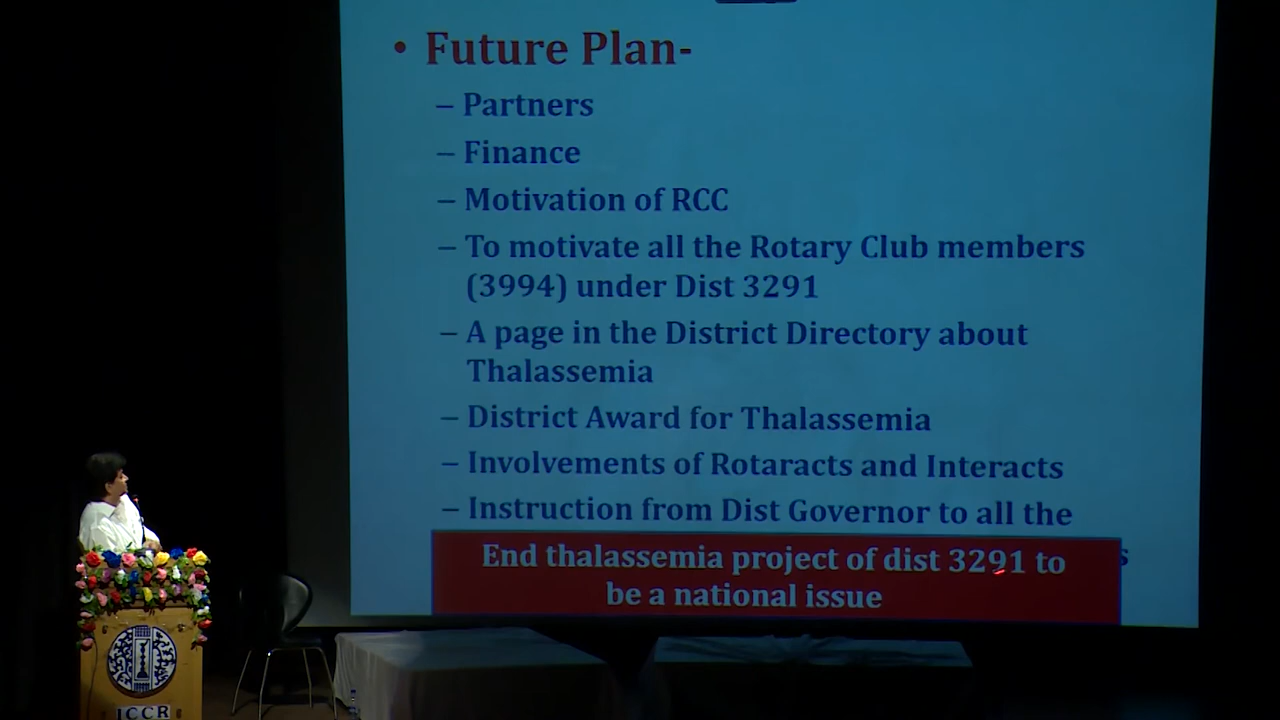 • Future Plan-
– Partners
– Finance
– Motivation of RCC
– To motivate all the Rotary Club members
(3994) under Dist 3291
– A page in the District Directory about
Thalassemia
– District Award for Thalassemia
– Involvements of Rotaracts and Interacts
– Instruction from Dist Governor to all the
End thalassemia project of dist 3291 to
be a national issue
ICCR